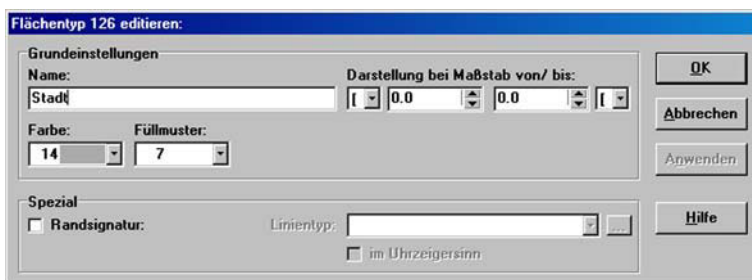 Flächentyp 126 editieren:
Grundeinstellungen
Name: Darstellung bei Maßstab von/ bis:
Stadt [ 0.0 0.0 [
Farbe: Füllmuster:
14 7
OK
Abbrechen
Anwenden
Spezial
Randsignatur: Linientyp: ...
im Uhrzeigersinn
Hilfe